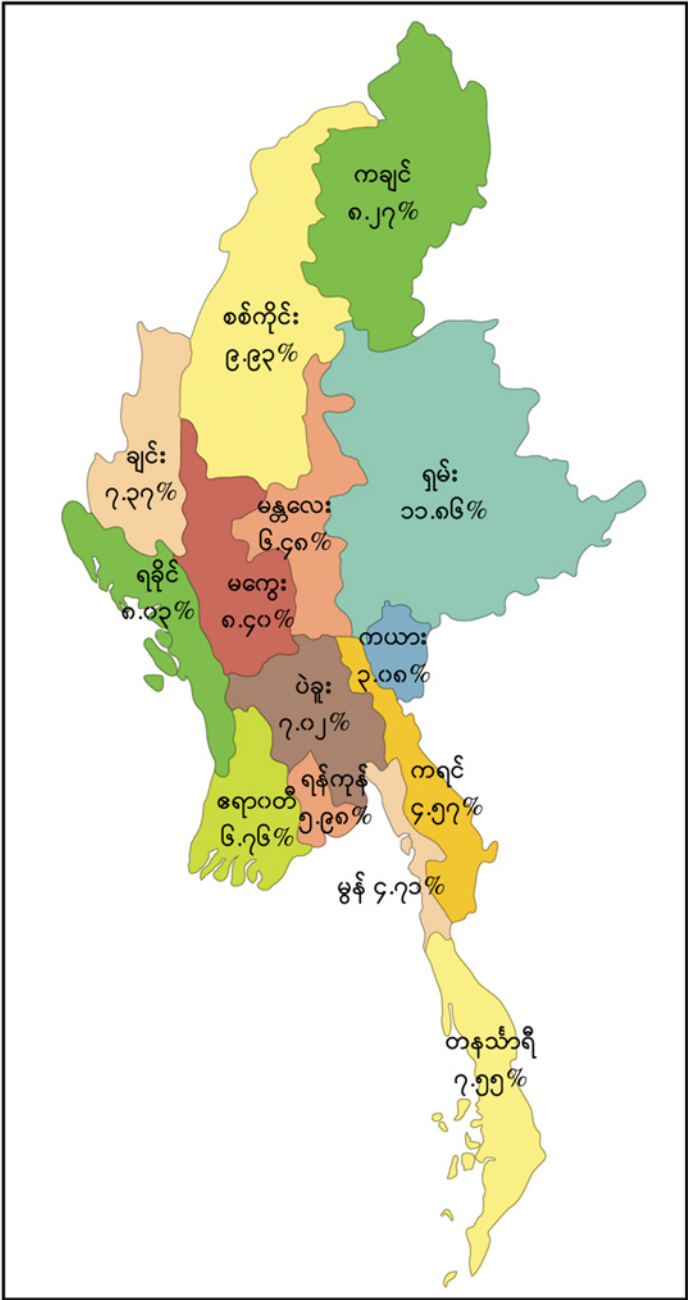 ကချင်
၈.၂၇%
စစ်ကိုင်း
၉.၉၃%
ချင်း
၇.၃၇%
ရှမ်း
၁၁.၈၆%
မန္တလေး
၆.၄၈%
ရခိုင်
၈.၀၃%
မကွေး
၈.၄၀%
ကယား
၃.၀၈%
ပဲခူး
၇.၀၂%
ကရင်
၄.၅၇%
ရန်ကုန်
၅.၉၈%
ဧရာ၀တီ
၆.၇၆%
မွန် ၄.၇၁%
တနင်္သာရီ
၇.၅၅%